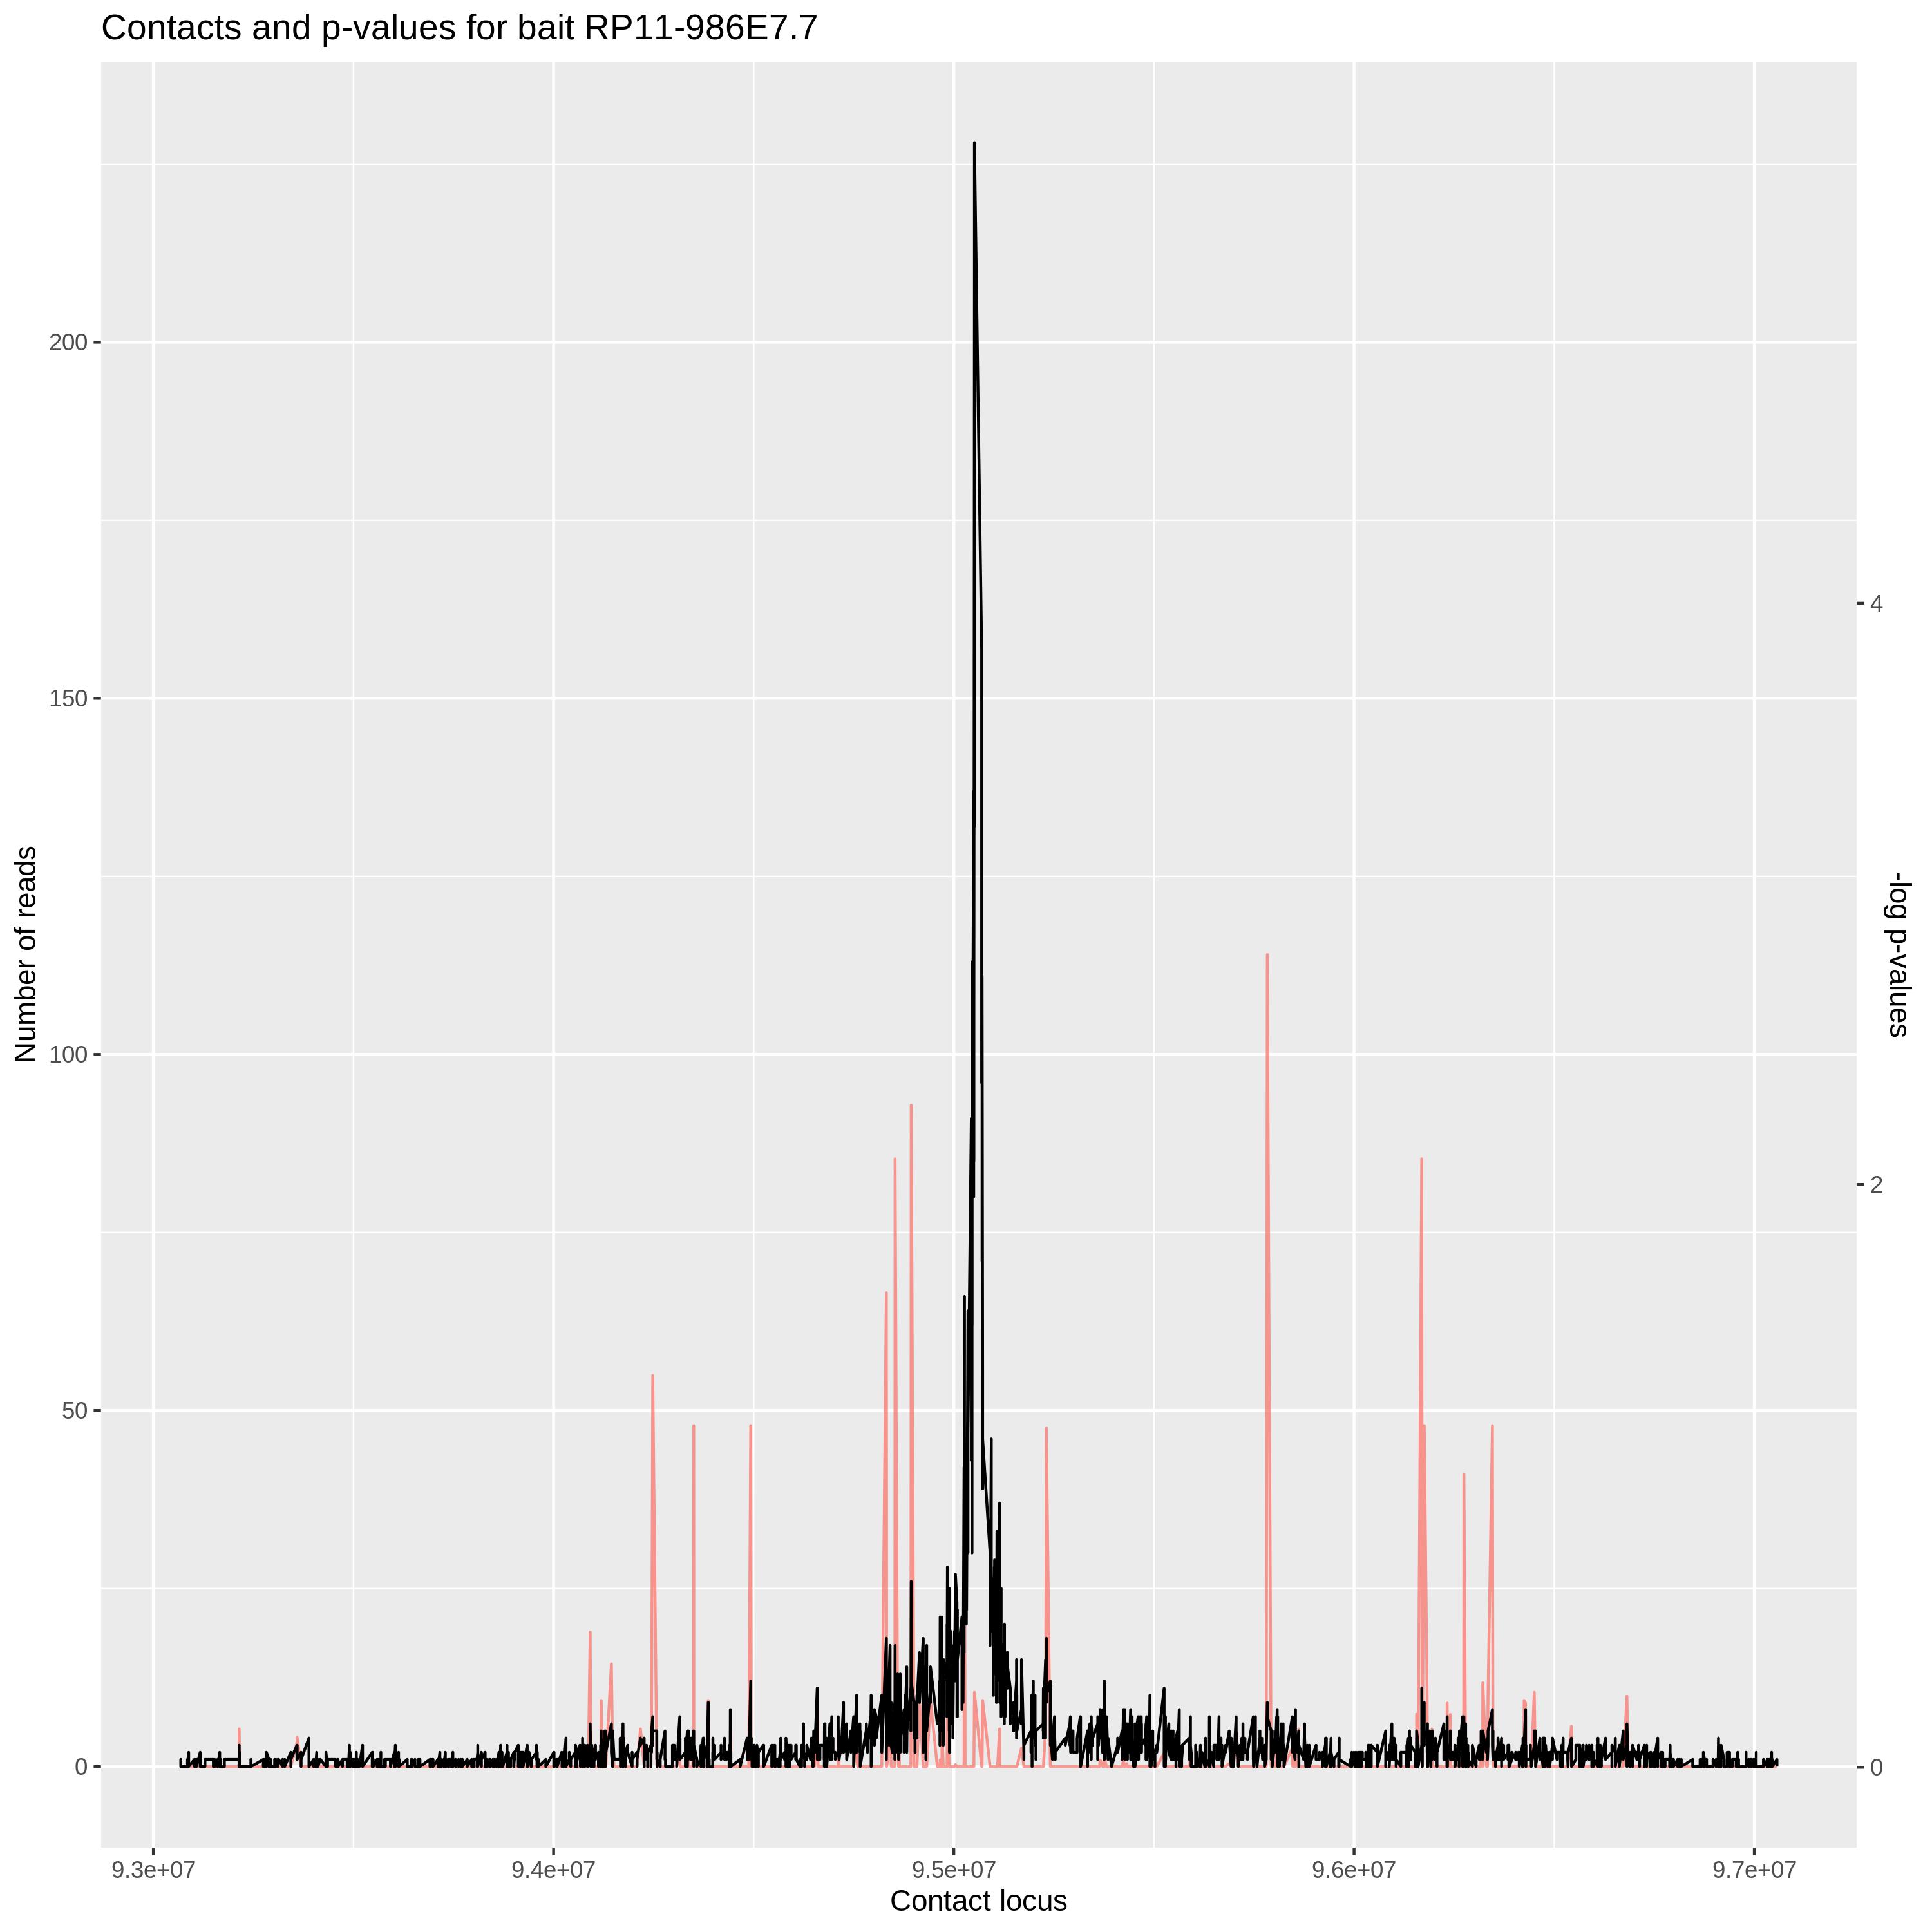 Contacts and p-values for bait RP11-986E7.7
Number of reads
200
150
100
50
0
4
2
0
-log p-values
9.3e+07
9.4e+07
9.5e+07
9.6e+07
9.7e+07
Contact locus